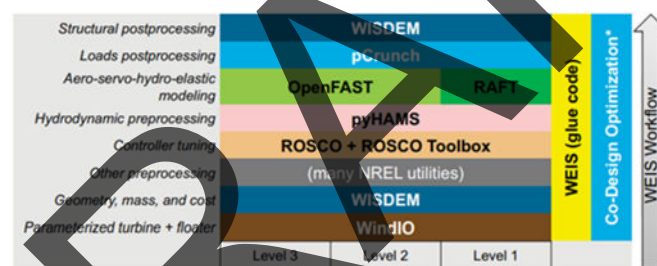 Structural postprocessing WISDEM
Loads postprocessing pCrunch
Aero-servo-hydro-elastic
modeling OpenFAST RAFT
Hydrodynamic preprocessing pyHAMS
Controller tuning ROSCO + ROSCO Toolbox
Other preprocessing (many NREL utilities)
Geometry, mass, and cost WISDEM
Parameterized turbine + floater WindIO
Level 3 Level 2 Level 1
WEIS (glue code)
Co-Design Optimization*
WEIS Workflow